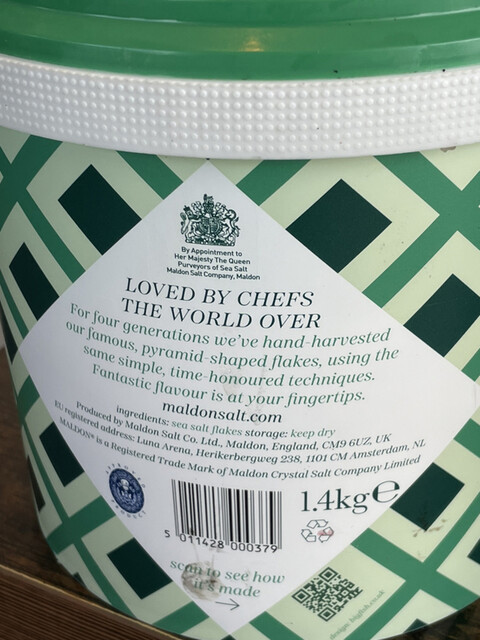 By Appointment to
Her Majesty The Queen
Purveyors of Sea Salt
Maldon Salt Company, Maldon
LOVED BY CHEFS
THE WORLD OVER
For four generations we've hand-harvested
our famous, pyramid-shaped flakes, using the
same simple, time-honoured techniques.
Fantastic flavour is at your fingertips.
maldonsalt.com
ingredients: sea salt flakes storage: keep dry
Produced by Maldon Salt Co. Ltd., Maldon, England, CM9 6UZ, UK
EU registered address: Luna Arena, Herikerbergweg 238, 1101 CM Amsterdam, NL
MALDON® is a Registered Trade Mark of Maldon Crystal Salt Company Limited
1.4kg℮
5 011428 000379
scan to see how
it's made
design: bigfish.co.uk